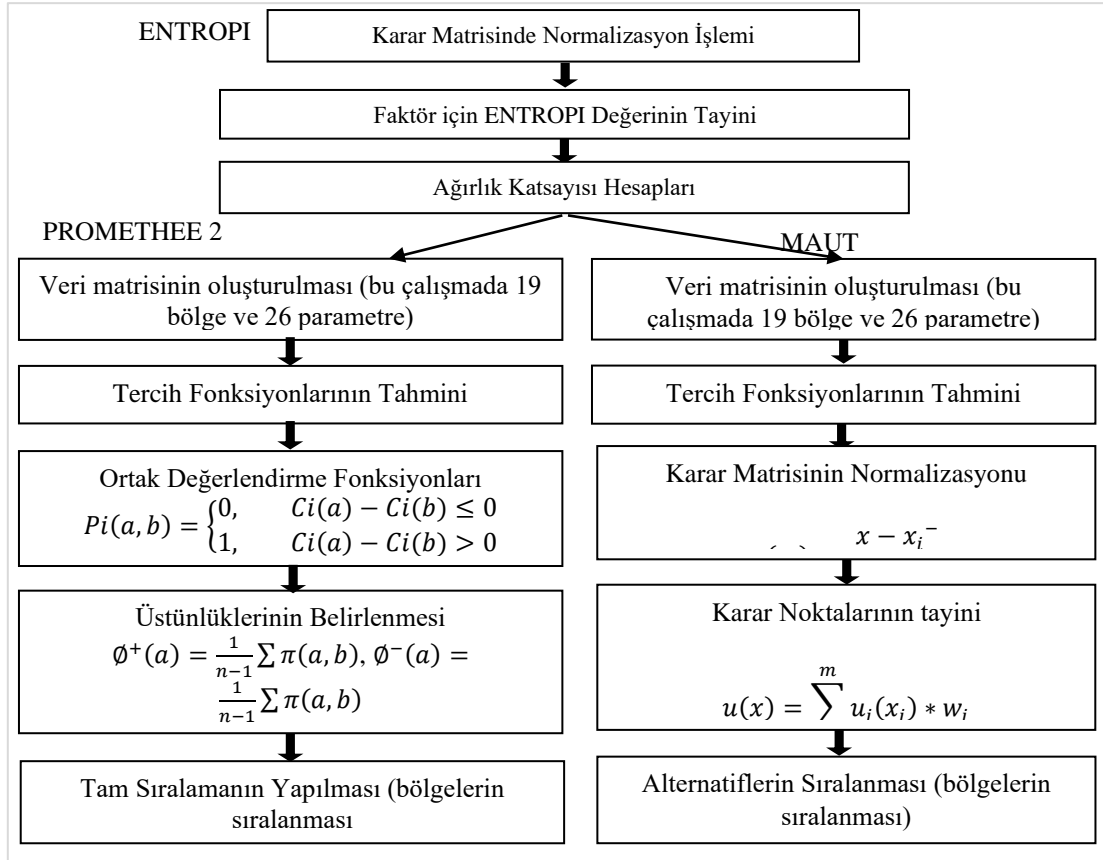 ENTROPI
Karar Matrisinde Normalizasyon İşlemi
Faktör için ENTROPI Değerinin Tayini
Ağırlık Katsayısı Hesapları
PROMETHEE 2
Veri matrisinin oluşturulması (bu çalışmada 19
bölge ve 26 parametre)
Tercih Fonksiyonlarının Tahmini
Ortak Değerlendirme Fonksiyonları
Pi(a, b) = {0, Ci(a) − Ci(b) ≤ 0
1, Ci(a) − Ci(b) > 0
Üstünlüklerinin Belirlenmesi
∅⁺(a) = 1/(n−1) ∑ π(a, b), ∅⁻(a) =
1/(n−1) ∑ π(a, b)
Tam Sıralamanın Yapılması (bölgelerin
sıralanması
MAUT
Veri matrisinin oluşturulması (bu
çalışmada 19 bölge ve 26 parametre)
Tercih Fonksiyonlarının Tahmini
Karar Matrisinin Normalizasyonu
x − xᵢ⁻
Karar Noktalarının tayini
m
u(x) = ∑ uᵢ(xᵢ) ∗ wᵢ
Alternatiflerin Sıralanması (bölgelerin
sıralanması)